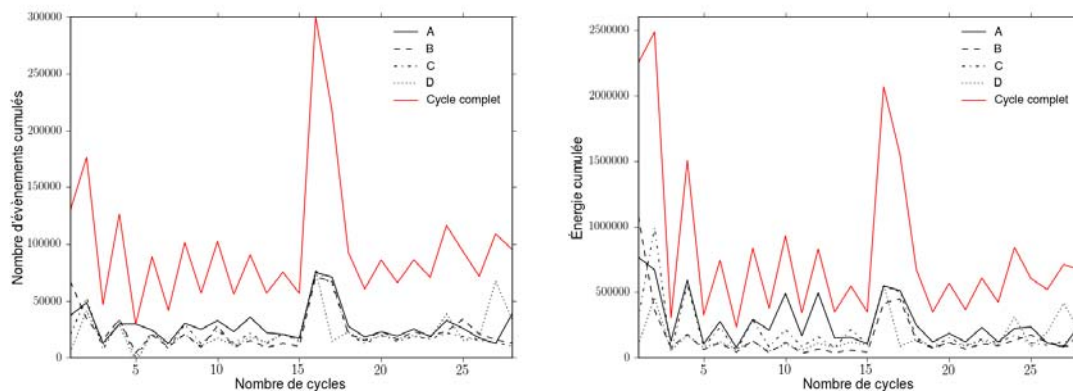 300000
250000
200000
150000
100000
50000
0
Nombre d'évènements cumulés
5
10
15
20
25
Nombre de cycles
A
B
C
D
Cycle complet
2500000
2000000
1500000
1000000
500000
0
Énergie cumulée
5
10
15
20
25
Nombre de cycles
A
B
C
D
Cycle complet